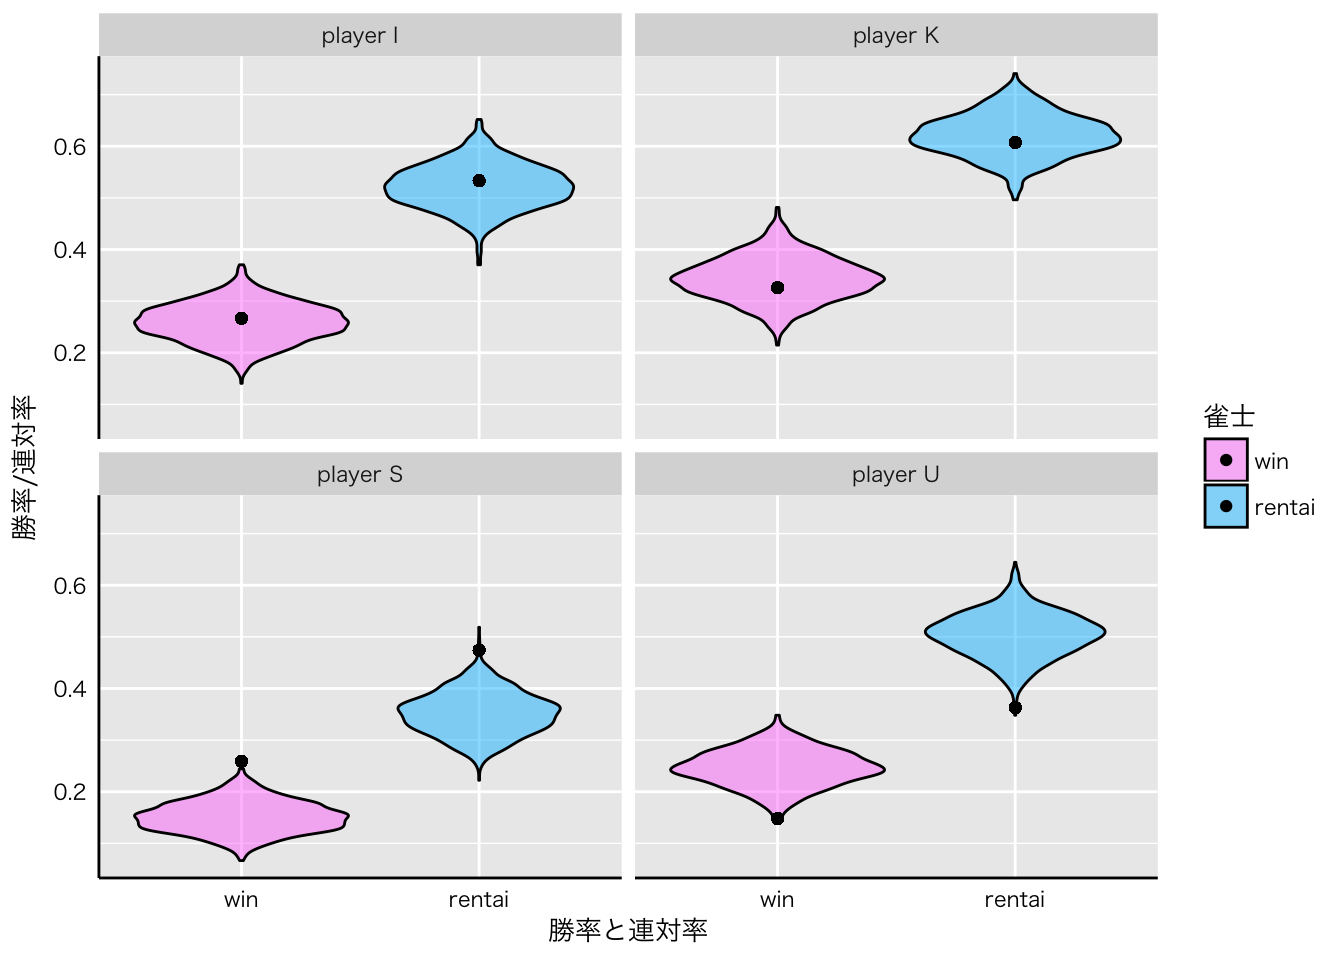 player I
player K
0.6
0.4
0.2
player S
player U
0.6
0.4
0.2
win
rentai
win
rentai
勝率と連対率
勝率/連対率
雀士
win
rentai